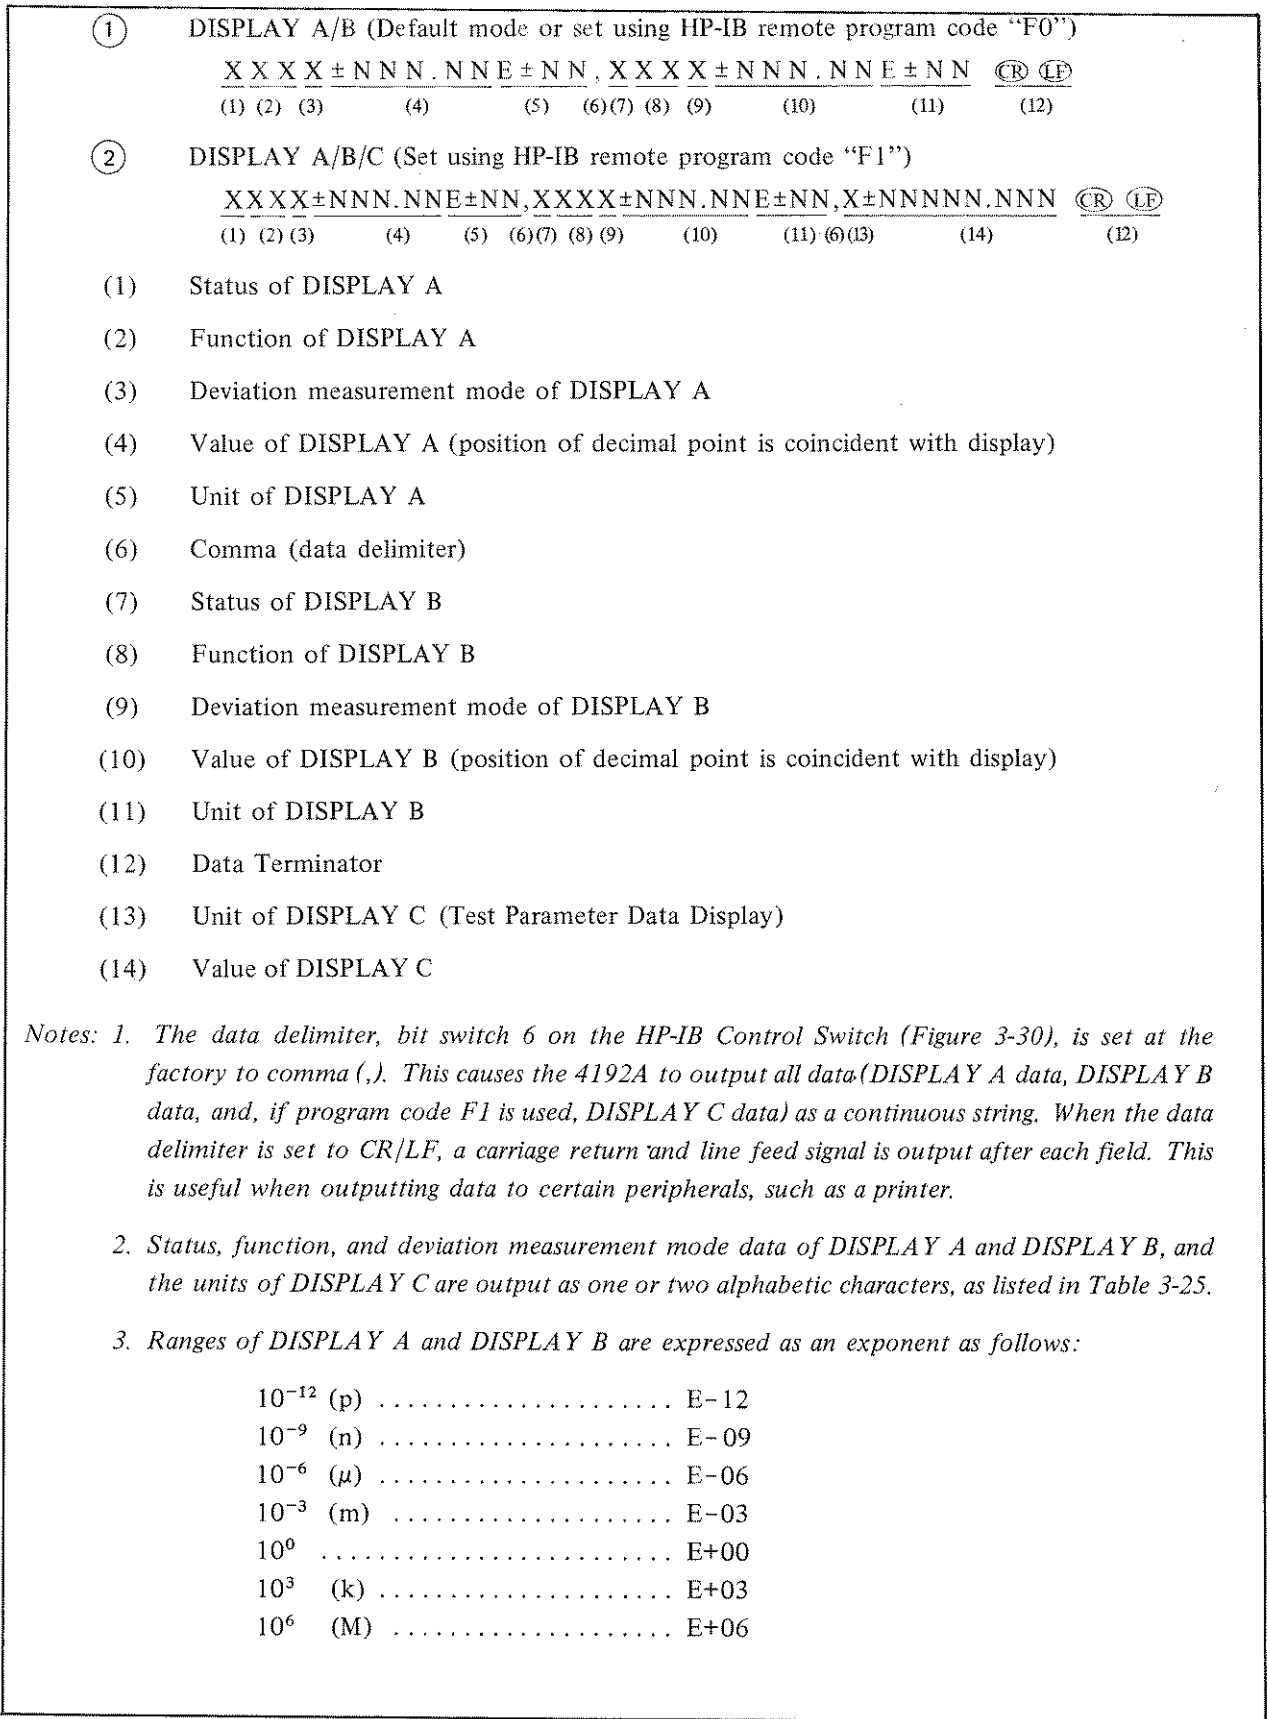 ① DISPLAY A/B (Default mode or set using HP-IB remote program code “F0”)
X X X X ± N N N . N N E ± N N , X X X X ± N N N . N N E ± N N CR LF
(1) (2) (3) (4) (5) (6)(7) (8) (9) (10) (11) (12)
② DISPLAY A/B/C (Set using HP-IB remote program code “F1”)
XXXX±NNN.NNE±NN,XXXX±NNN.NNE±NN,X±NNNNN.NNN CR LF
(1) (2) (3) (4) (5) (6)(7) (8) (9) (10) (11) (6)(13) (14) (12)
(1) Status of DISPLAY A
(2) Function of DISPLAY A
(3) Deviation measurement mode of DISPLAY A
(4) Value of DISPLAY A (position of decimal point is coincident with display)
(5) Unit of DISPLAY A
(6) Comma (data delimiter)
(7) Status of DISPLAY B
(8) Function of DISPLAY B
(9) Deviation measurement mode of DISPLAY B
(10) Value of DISPLAY B (position of decimal point is coincident with display)
(11) Unit of DISPLAY B
(12) Data Terminator
(13) Unit of DISPLAY C (Test Parameter Data Display)
(14) Value of DISPLAY C
Notes: 1. The data delimiter, bit switch 6 on the HP-IB Control Switch (Figure 3-30), is set at the
factory to comma (,). This causes the 4192A to output all data (DISPLAY A data, DISPLAY B
data, and, if program code F1 is used, DISPLAY C data) as a continuous string. When the data
delimiter is set to CR/LF, a carriage return and line feed signal is output after each field. This
is useful when outputting data to certain peripherals, such as a printer.
2. Status, function, and deviation measurement mode data of DISPLAY A and DISPLAY B, and
the units of DISPLAY C are output as one or two alphabetic characters, as listed in Table 3-25.
3. Ranges of DISPLAY A and DISPLAY B are expressed as an exponent as follows:
10⁻¹² (p) ..................... E-12
10⁻⁹ (n) ..................... E-09
10⁻⁶ (μ) ..................... E-06
10⁻³ (m) .................... E-03
10⁰ ......................... E+00
10³ (k) ..................... E+03
10⁶ (M) .................... E+06